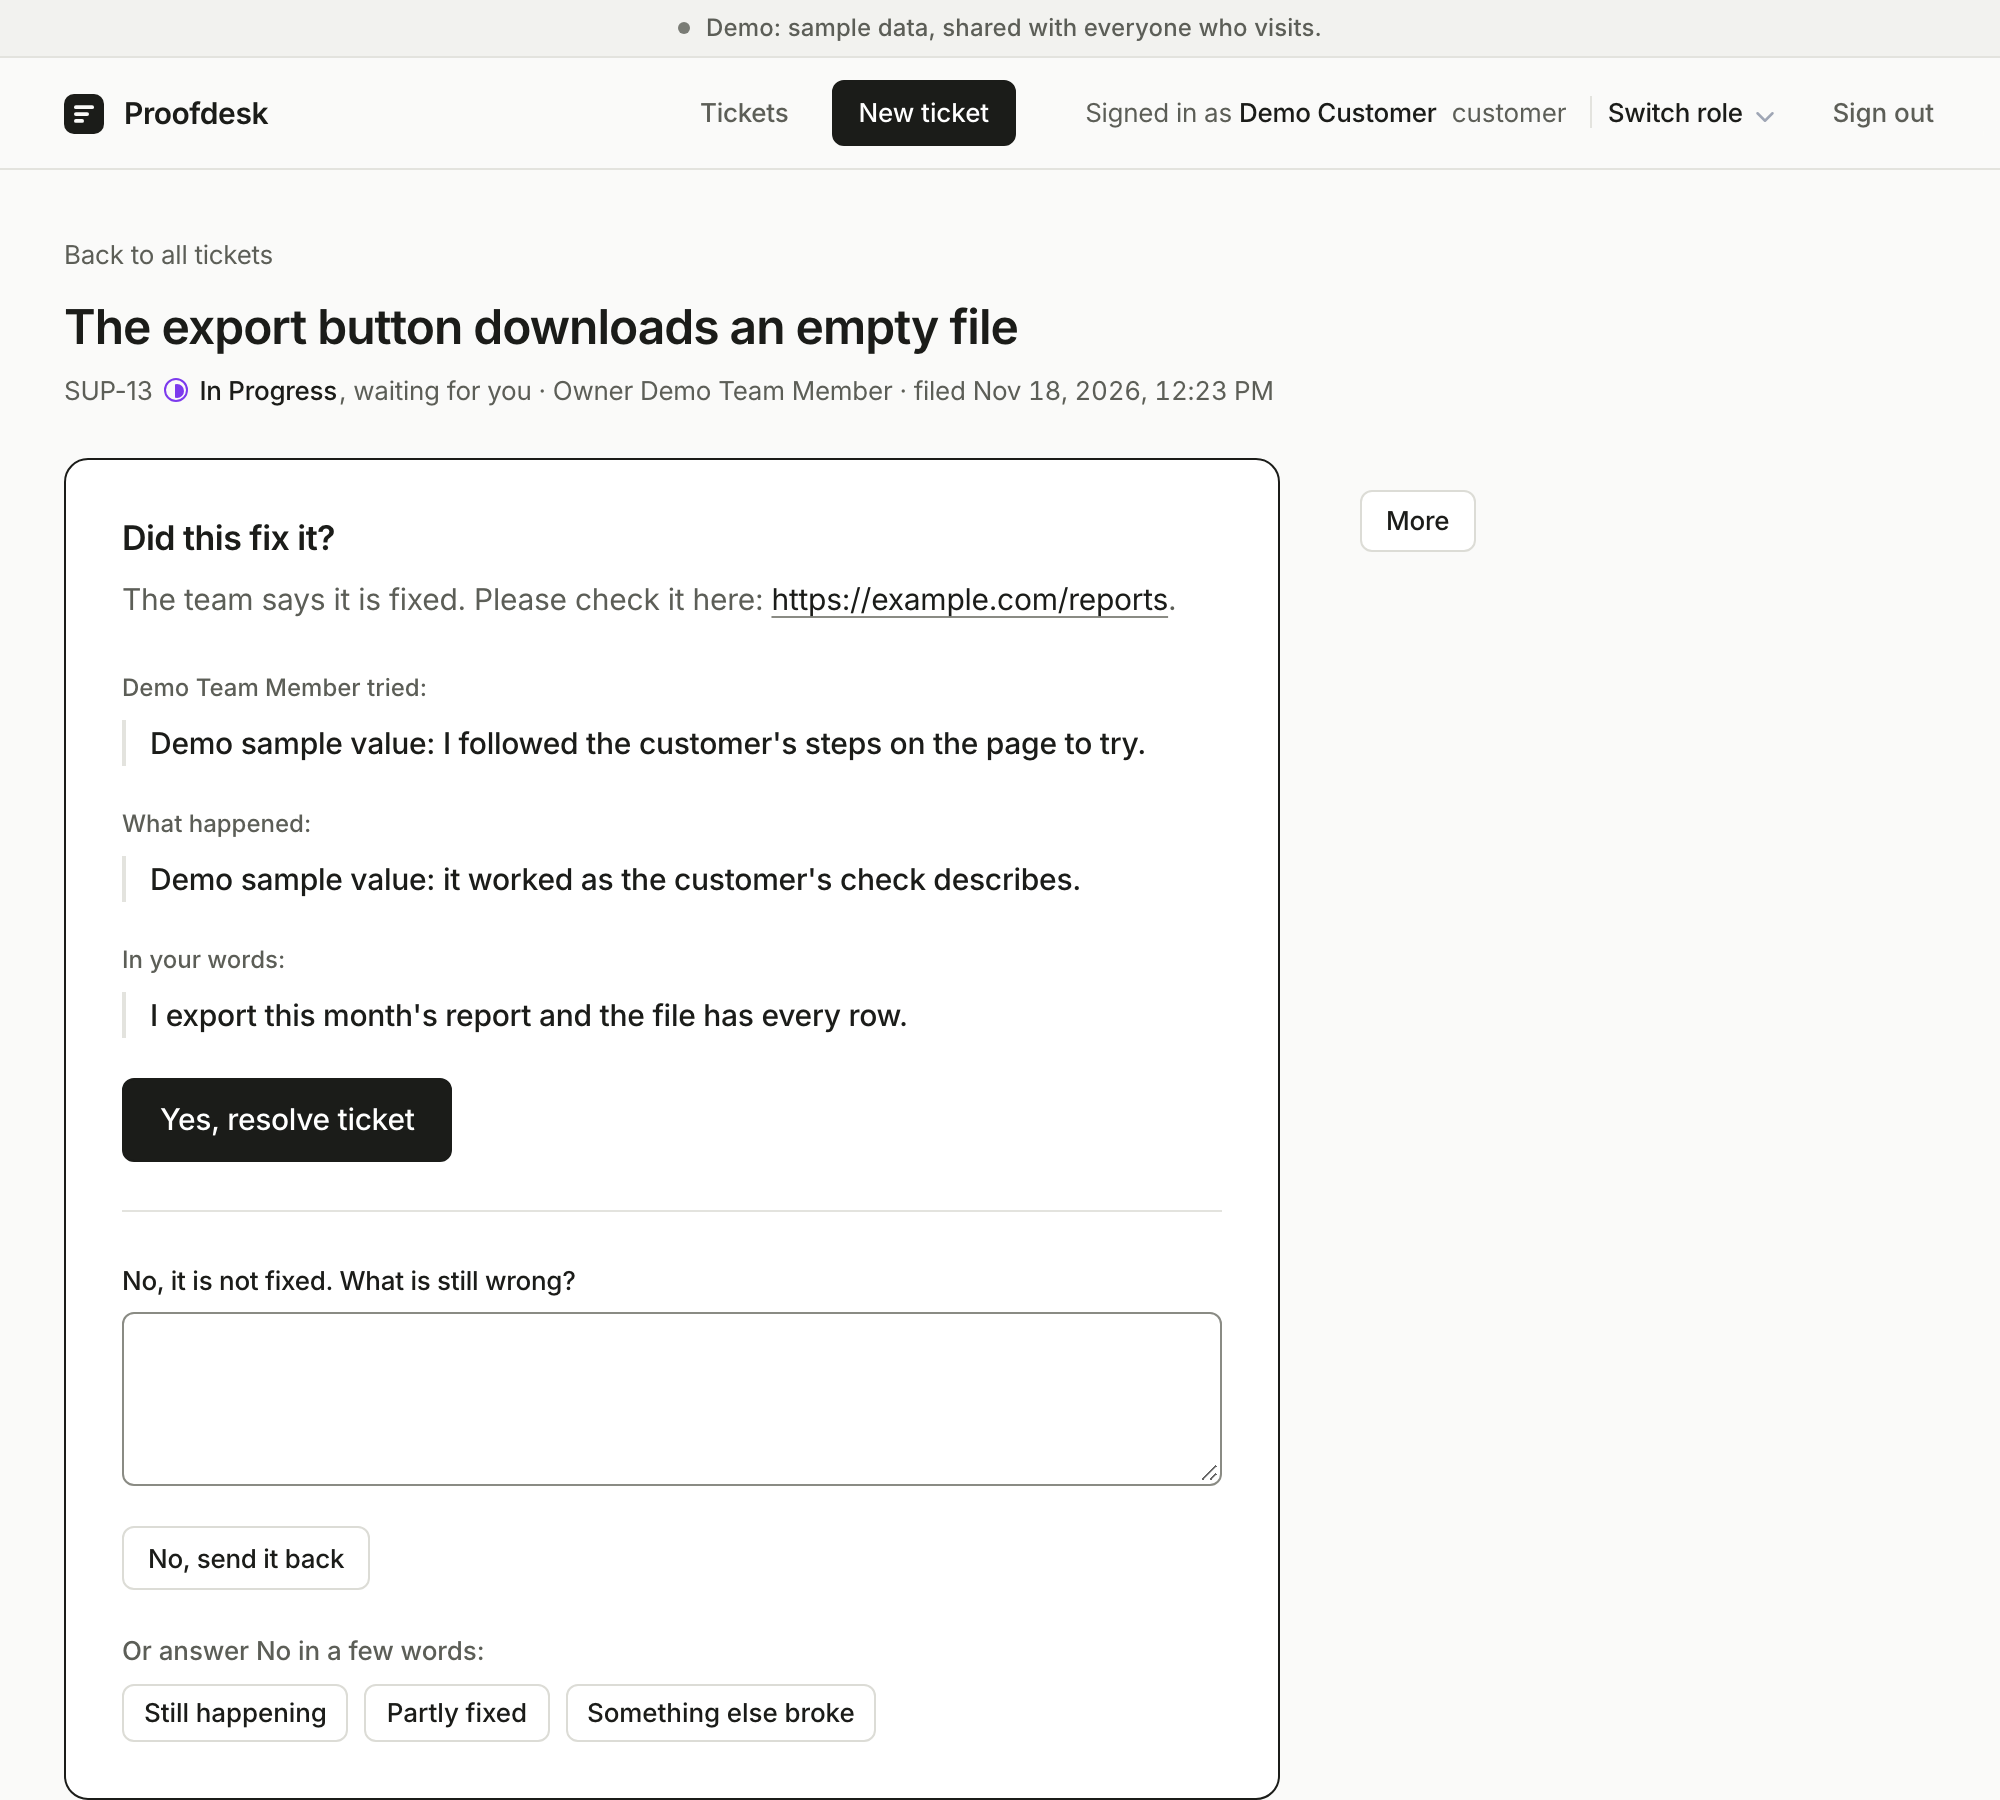 Demo: sample data, shared with everyone who visits.
Proofdesk
Tickets
New ticket
Signed in as Demo Customer customer
Switch role
Sign out
Back to all tickets
The export button downloads an empty file
SUP-13 In Progress, waiting for you · Owner Demo Team Member · filed Nov 18, 2026, 12:23 PM
Did this fix it?
The team says it is fixed. Please check it here: https://example.com/reports.
More
Demo Team Member tried:
Demo sample value: I followed the customer's steps on the page to try.
What happened:
Demo sample value: it worked as the customer's check describes.
In your words:
I export this month's report and the file has every row.
Yes, resolve ticket
No, it is not fixed. What is still wrong?
No, send it back
Or answer No in a few words:
Still happening
Partly fixed
Something else broke